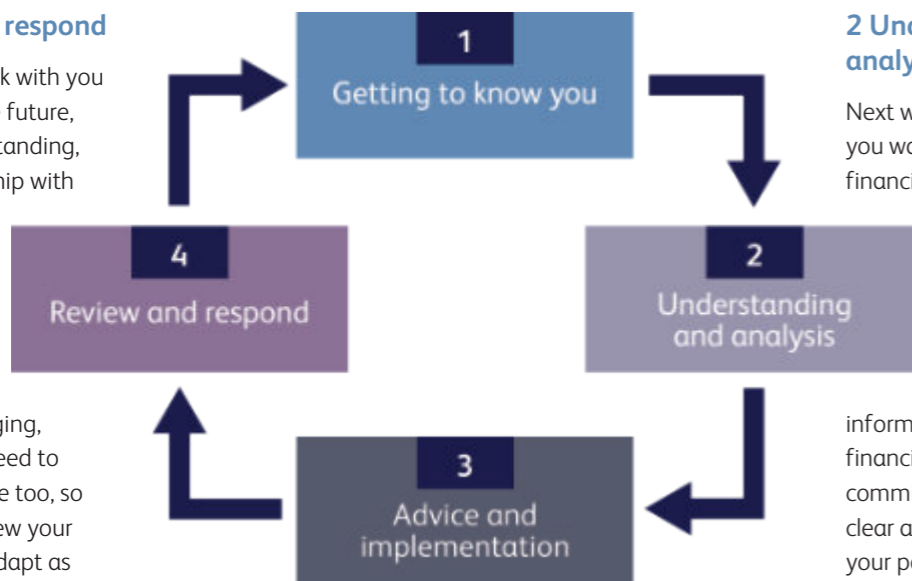 respond
k with you
future,
tanding,
hip with
ging,
eed to
e too, so
ew your
dapt as
1
Getting to know you
2
Understanding
and analysis
3
Advice and
implementation
4
Review and respond
2 Und
analy
Next w
you wa
financi
inform
financi
comm
clear a
your pe